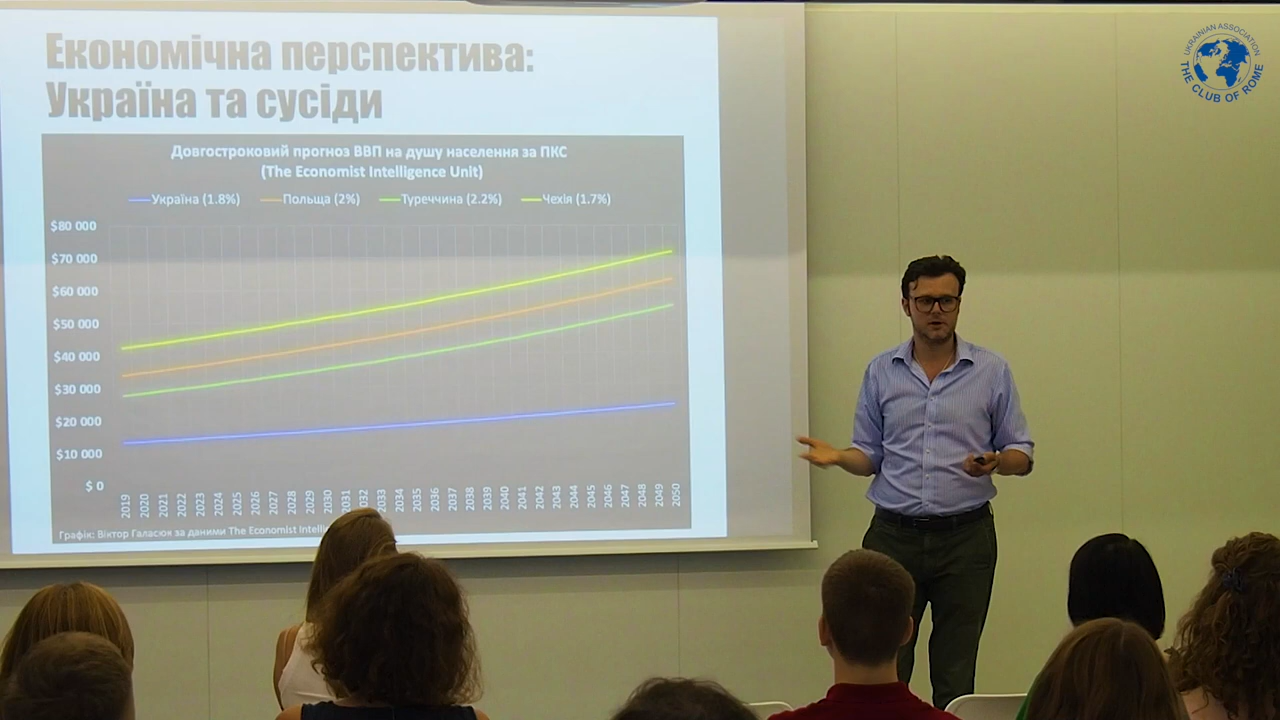 Економічна перспектива:
Україна та сусіди
Довгостроковий прогноз ВВП на душу населення за ПКС
(The Economist Intelligence Unit)
Україна (1.8%) Польща (2%) Туреччина (2.2%) Чехія (1.7%)
$80 000
$70 000
$60 000
$50 000
$40 000
$30 000
$20 000
$10 000
$ 0
2019 2020 2021 2022 2023 2024 2025 2026 2027 2028 2029 2030 2031 2032 2033 2034 2035 2036 2037 2038 2039 2040 2041 2042 2043 2044 2045 2046 2047 2048 2049 2050
Графік: Віктор Галасюк за даними The Economist
UKRAINIAN ASSOCIATION
THE CLUB OF ROME